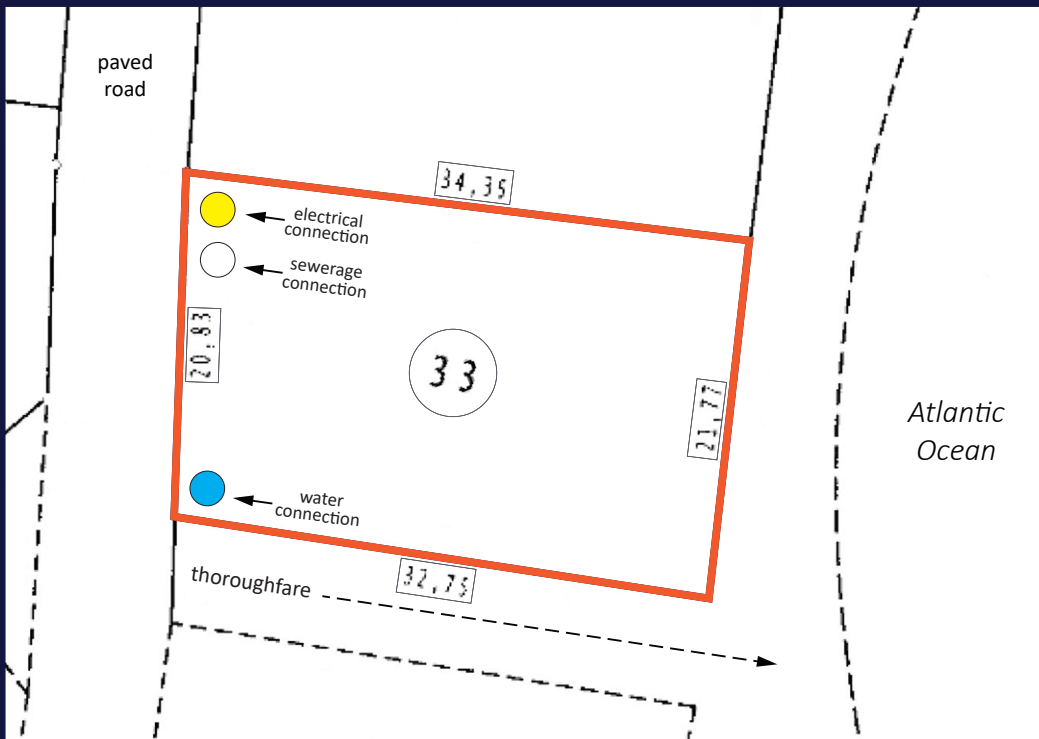 paved
road
34,35
electrical
connection
sewerage
connection
20,83
33
21,77
Atlantic
Ocean
water
connection
32,75
thoroughfare